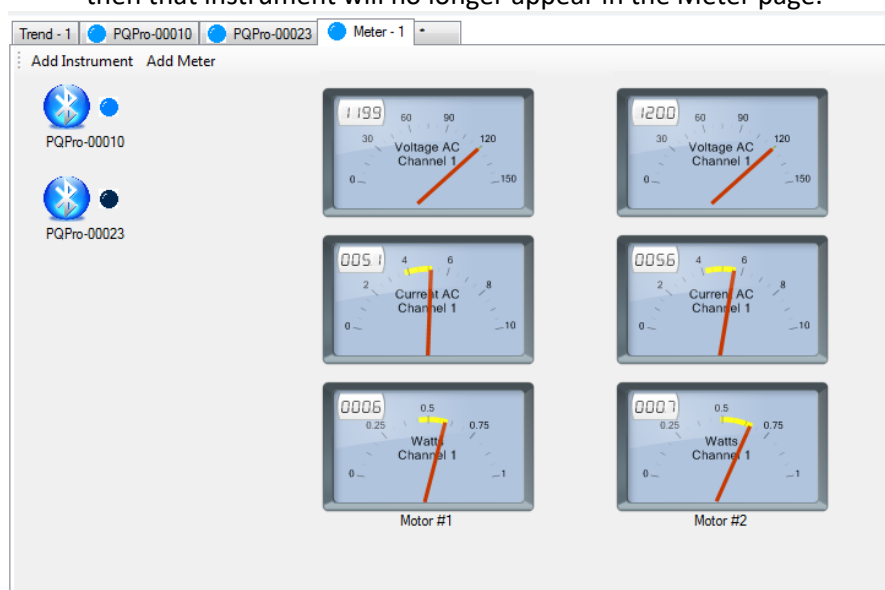 then that instrument will no longer appear in the Meter page.
Trend - 1 PQPro-00010 PQPro-00023 Meter - 1 *
Add Instrument Add Meter
PQPro-00010
PQPro-00023
1199
0 30 60 90 120 150
Voltage AC
Channel 1
1200
0 30 60 90 120 150
Voltage AC
Channel 1
0051
0 2 4 6 8 10
Current AC
Channel 1
0056
0 2 4 6 8 10
Current AC
Channel 1
0006
0 0.25 0.5 0.75 1
Watts
Channel 1
Motor #1
0007
0 0.25 0.5 0.75 1
Watts
Channel 1
Motor #2